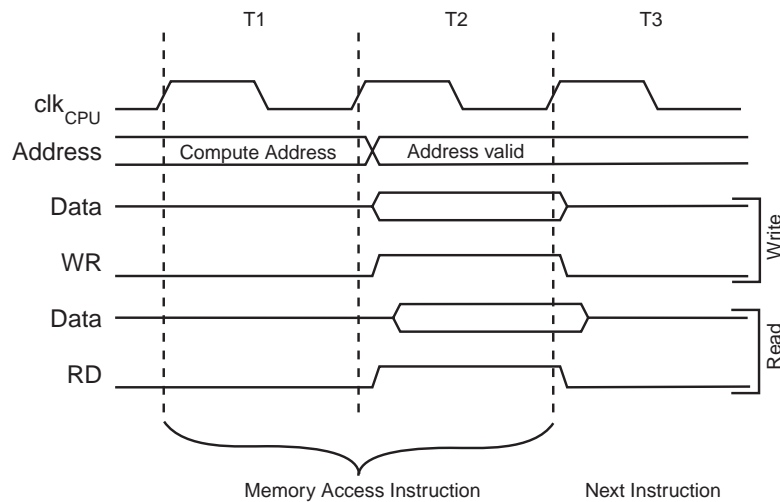 T1 T2 T3
clkCPU
Address Compute Address Address valid
Data
WR
Write
Data
RD
Read
Memory Access Instruction Next Instruction